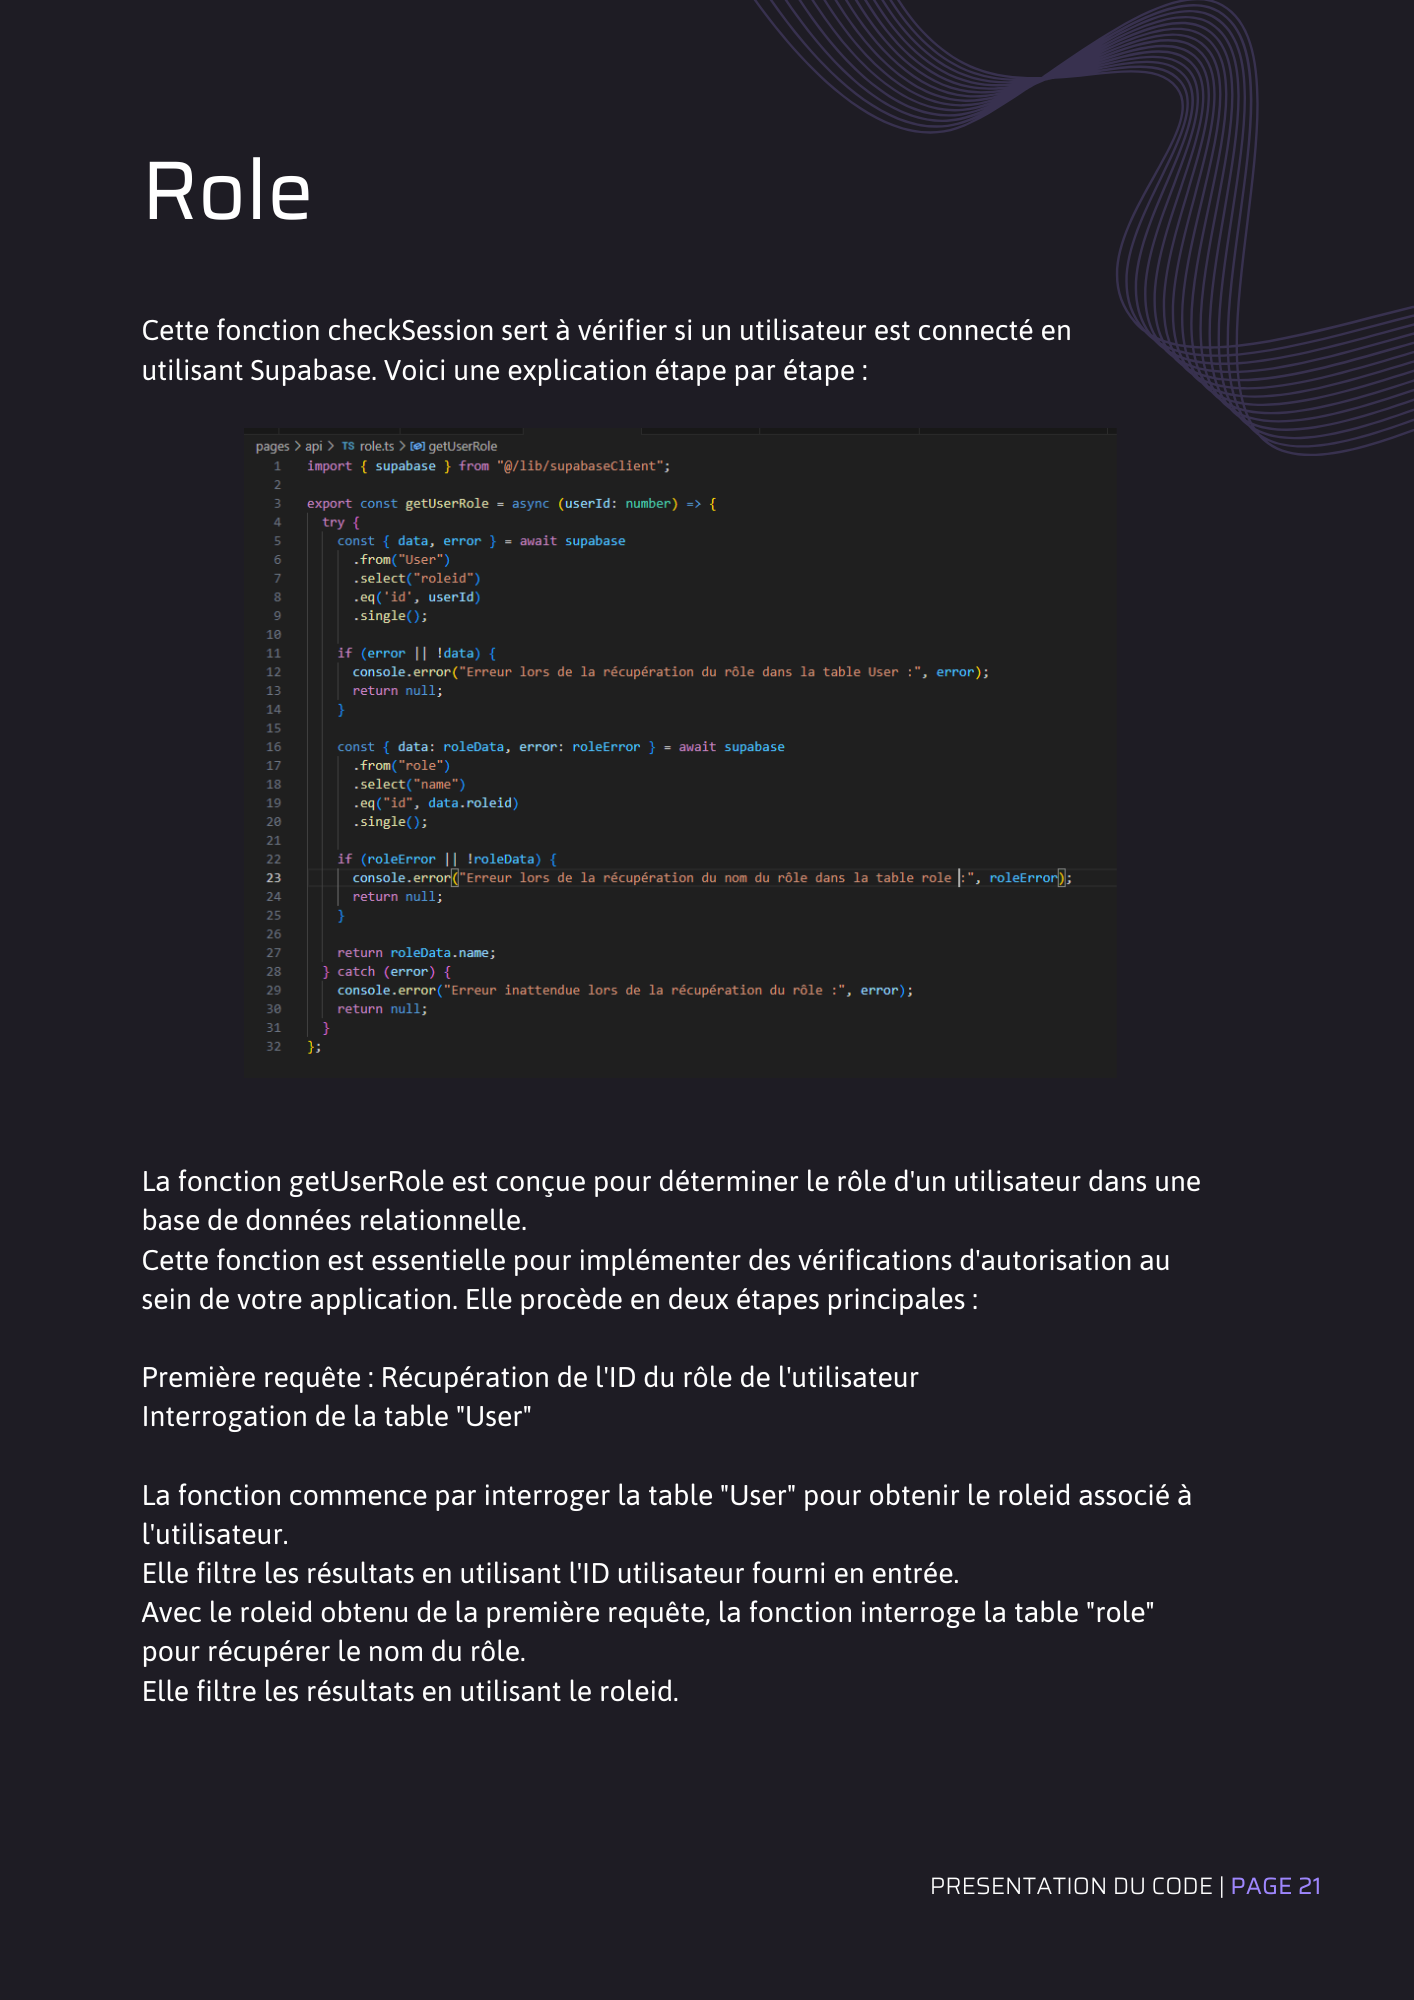 Role
Cette fonction checkSession sert à vérifier si un utilisateur est connecté en
utilisant Supabase. Voici une explication étape par étape :
pages > api > TS role.ts > getUserRole
1 import { supabase } from "@/lib/supabaseClient";
2
3 export const getUserRole = async (userId: number) => {
4 try {
5 const { data, error } = await supabase
6 .from("User")
7 .select("roleid")
8 .eq('id', userId)
9 .single();
10
11 if (error || !data) {
12 console.error("Erreur lors de la récupération du rôle dans la table User :", error);
13 return null;
14 }
15
16 const { data: roleData, error: roleError } = await supabase
17 .from("role")
18 .select("name")
19 .eq("id", data.roleid)
20 .single();
21
22 if (roleError || !roleData) {
23 console.error("Erreur lors de la récupération du nom du rôle dans la table role :", roleError);
24 return null;
25 }
26
27 return roleData.name;
28 } catch (error) {
29 console.error("Erreur inattendue lors de la récupération du rôle :", error);
30 return null;
31 }
32 };
La fonction getUserRole est conçue pour déterminer le rôle d'un utilisateur dans une
base de données relationnelle.
Cette fonction est essentielle pour implémenter des vérifications d'autorisation au
sein de votre application. Elle procède en deux étapes principales :
Première requête : Récupération de l'ID du rôle de l'utilisateur
Interrogation de la table "User"
La fonction commence par interroger la table "User" pour obtenir le roleid associé à
l'utilisateur.
Elle filtre les résultats en utilisant l'ID utilisateur fourni en entrée.
Avec le roleid obtenu de la première requête, la fonction interroge la table "role"
pour récupérer le nom du rôle.
Elle filtre les résultats en utilisant le roleid.
PRESENTATION DU CODE | PAGE 21